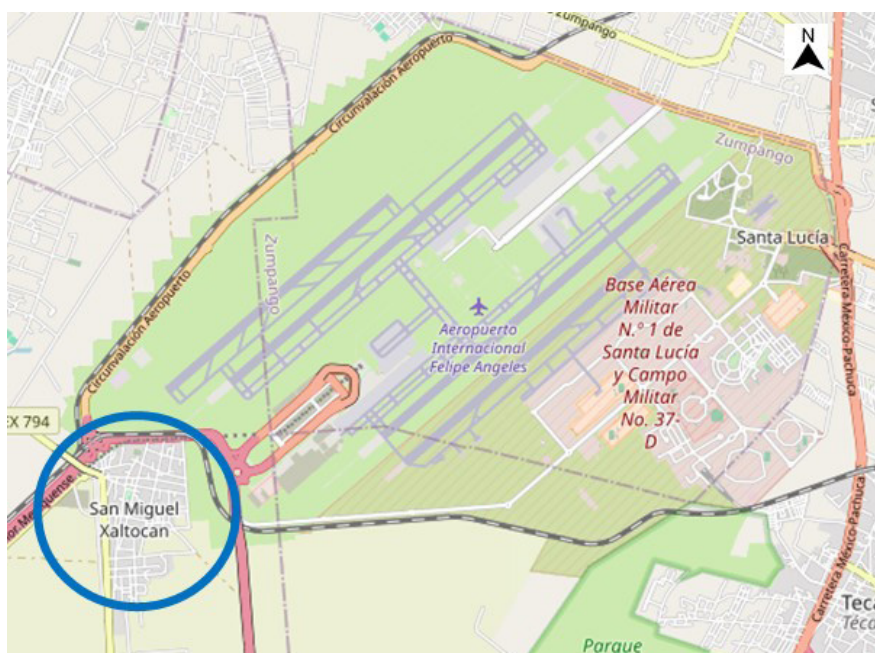 Zumpango
N
Circunvalación Aeropuerto
Zumpango
Santa Lucía
Carretera México-Pachuca
Zumpango
Base Aérea
Militar
N.º 1 de
Santa Lucía
y Campo
Militar
No. 37-
D
Aeropuerto
Internacional
Felipe Angeles
Circunvalación Aeropuerto
EX 794
San Miguel
Xaltocan
Carretera México-Pachuca
Teca
Téca
Parque